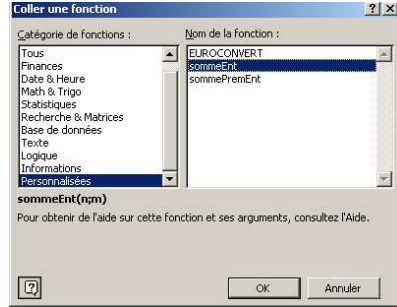 Coller une fonction
Catégorie de fonctions :
Nom de la fonction :
Tous
Finances
Date & Heure
Math & Trigo
Statistiques
Recherche & Matrices
Base de données
Texte
Logique
Informations
Personnalisées
EUROCONVERT
sommeEnt
sommePremEnt
sommeEnt(n;m)
Pour obtenir de l'aide sur cette fonction et ses arguments, consultez l'Aide.
OK
Annuler